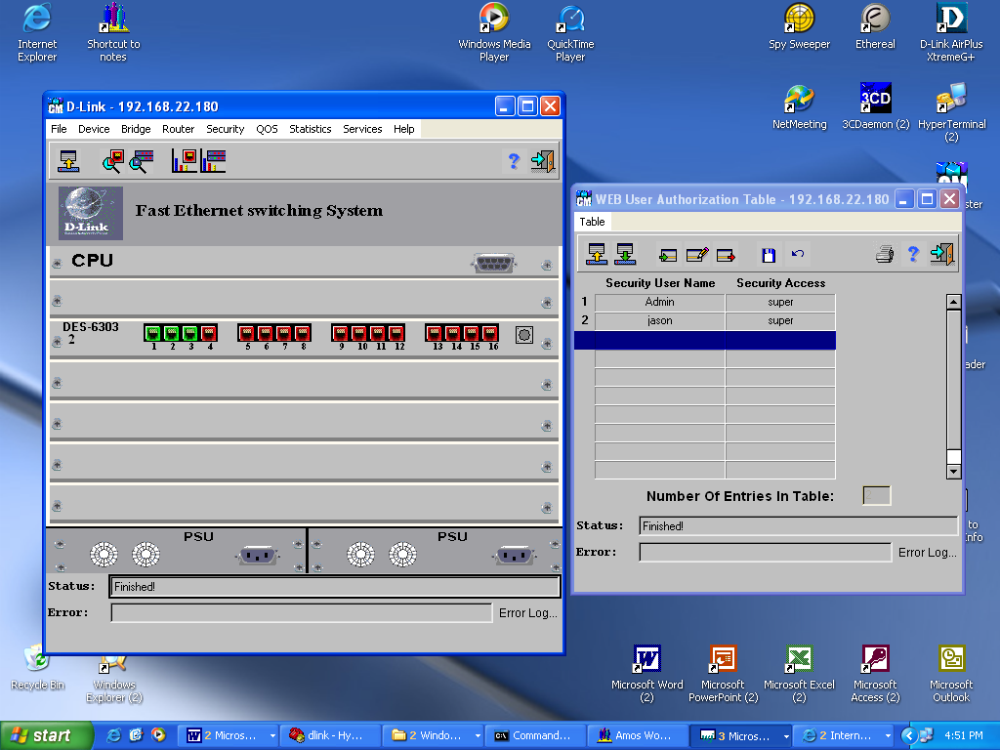 Internet
Explorer
Shortcut to
notes
Windows Media
Player
QuickTime
Player
Spy Sweeper
Ethereal
D-Link AirPlus
XtremeG+
NetMeeting
3CD
3CDaemon (2)
HyperTerminal
(2)
D-Link - 192.168.22.180
File Device Bridge Router Security QOS Statistics Services Help
D-Link
Fast Ethernet switching System
CPU
DES-6303
2
1 2 3 4 5 6 7 8 9 10 11 12 13 14 15 16
PSU PSU
Status: Finished!
Error: Error Log...
WEB User Authorization Table - 192.168.22.180
Table
Security User Name Security Access
1 Admin super
2 jason super
Number Of Entries In Table:
Status: Finished!
Error: Error Log...
Recycle Bin
Windows
Explorer (2)
Microsoft Word
(2)
Microsoft
PowerPoint (2)
Microsoft Excel
(2)
Microsoft
Access (2)
Microsoft
Outlook
start
2 Micros...
dlink - Hy...
2 Windo...
Command...
Amos Wo...
3 Micros...
2 Intern...
4:51 PM